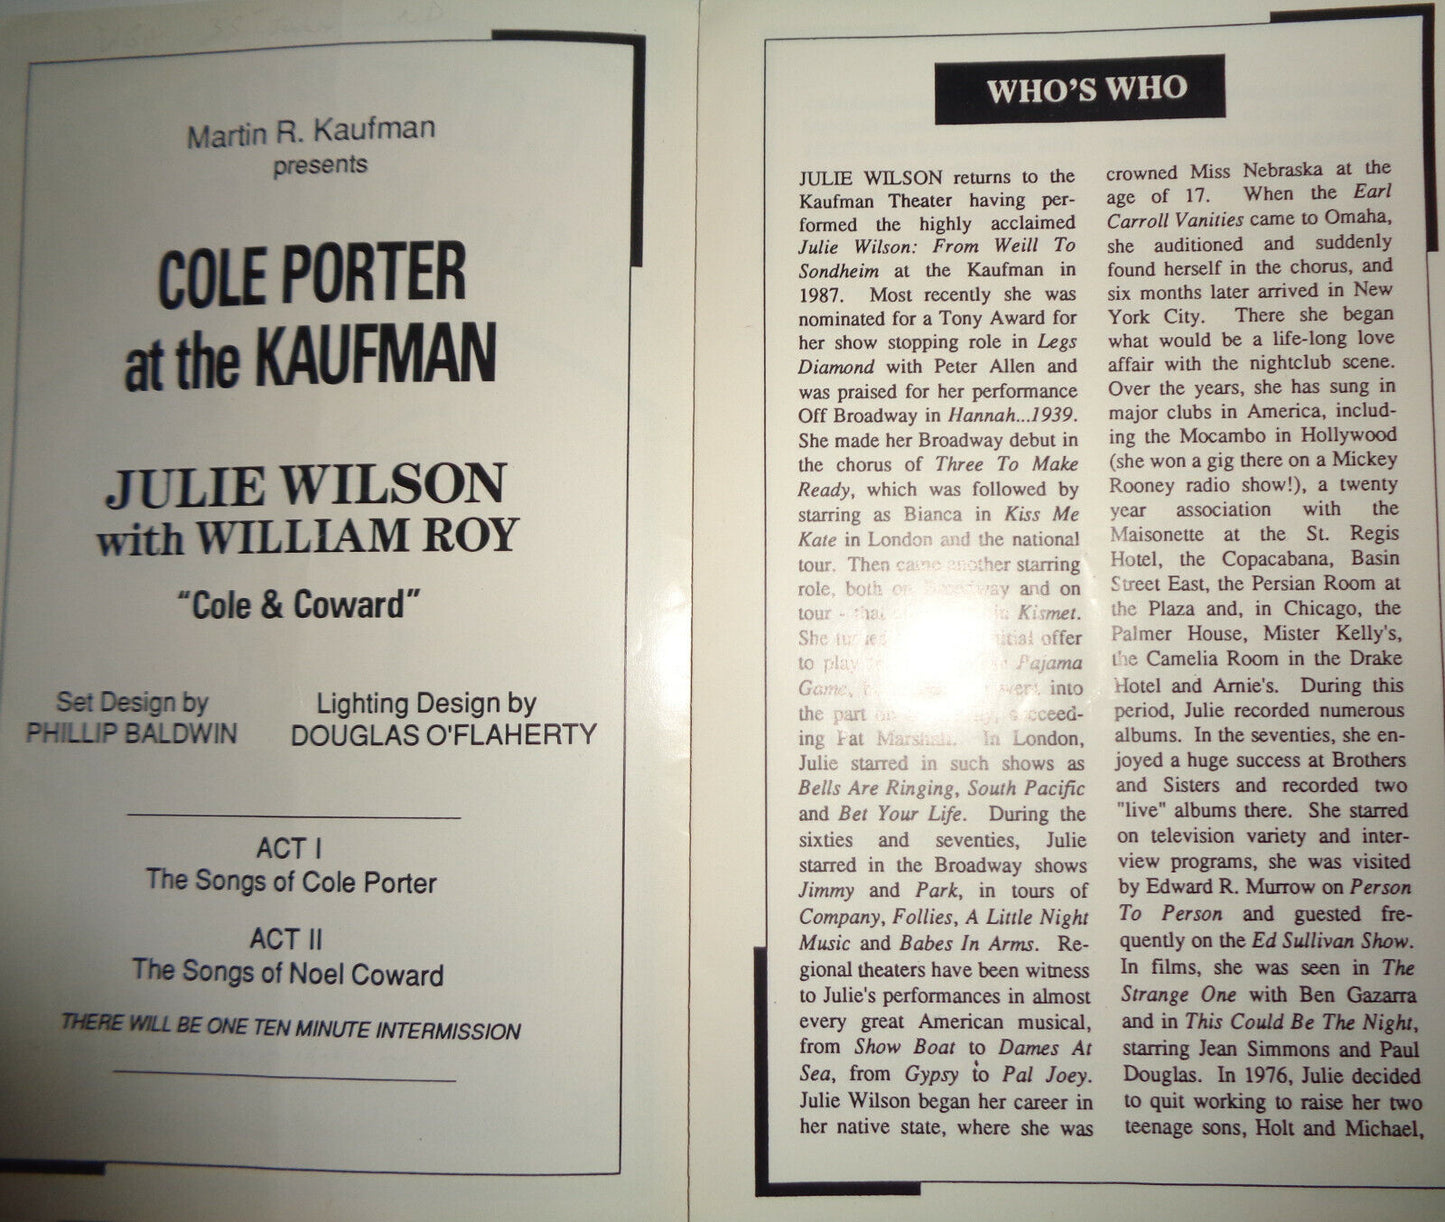 Martin R. Kaufman
presents
COLE PORTER
at the KAUFMAN
JULIE WILSON
with WILLIAM ROY
"Cole & Coward"
Set Design by
PHILLIP BALDWIN
Lighting Design by
DOUGLAS O'FLAHERTY
ACT I
The Songs of Cole Porter
ACT II
The Songs of Noel Coward
THERE WILL BE ONE TEN MINUTE INTERMISSION
WHO'S WHO
JULIE WILSON returns to the
Kaufman Theater having per-
formed the highly acclaimed
Julie Wilson: From Weill To
Sondheim at the Kaufman in
1987. Most recently she was
nominated for a Tony Award for
her show stopping role in Legs
Diamond with Peter Allen and
was praised for her performance
Off Broadway in Hannah...1939.
She made her Broadway debut in
the chorus of Three To Make
Ready, which was followed by
starring as Bianca in Kiss Me
Kate in London and the national
tour. Then came another starring
role, both on Broadway and on
tour - that in Kismet.
She turned initial offer
to play Pajama
Game, went into
the part succeed-
ing Pat Marshall. In London,
Julie starred in such shows as
Bells Are Ringing, South Pacific
and Bet Your Life. During the
sixties and seventies, Julie
starred in the Broadway shows
Jimmy and Park, in tours of
Company, Follies, A Little Night
Music and Babes In Arms. Re-
gional theaters have been witness
to Julie's performances in almost
every great American musical,
from Show Boat to Dames At
Sea, from Gypsy to Pal Joey.
Julie Wilson began her career in
her native state, where she was
crowned Miss Nebraska at the
age of 17. When the Earl
Carroll Vanities came to Omaha,
she auditioned and suddenly
found herself in the chorus, and
six months later arrived in New
York City. There she began
what would be a life-long love
affair with the nightclub scene.
Over the years, she has sung in
major clubs in America, includ-
ing the Mocambo in Hollywood
(she won a gig there on a Mickey
Rooney radio show!), a twenty
year association with the
Maisonette at the St. Regis
Hotel, the Copacabana, Basin
Street East, the Persian Room at
the Plaza and, in Chicago, the
Palmer House, Mister Kelly's,
the Camelia Room in the Drake
Hotel and Arnie's. During this
period, Julie recorded numerous
albums. In the seventies, she en-
joyed a huge success at Brothers
and Sisters and recorded two
"live" albums there. She starred
on television variety and inter-
view programs, she was visited
by Edward R. Murrow on Person
To Person and guested fre-
quently on the Ed Sullivan Show.
In films, she was seen in The
Strange One with Ben Gazarra
and in This Could Be The Night,
starring Jean Simmons and Paul
Douglas. In 1976, Julie decided
to quit working to raise her two
teenage sons, Holt and Michael,